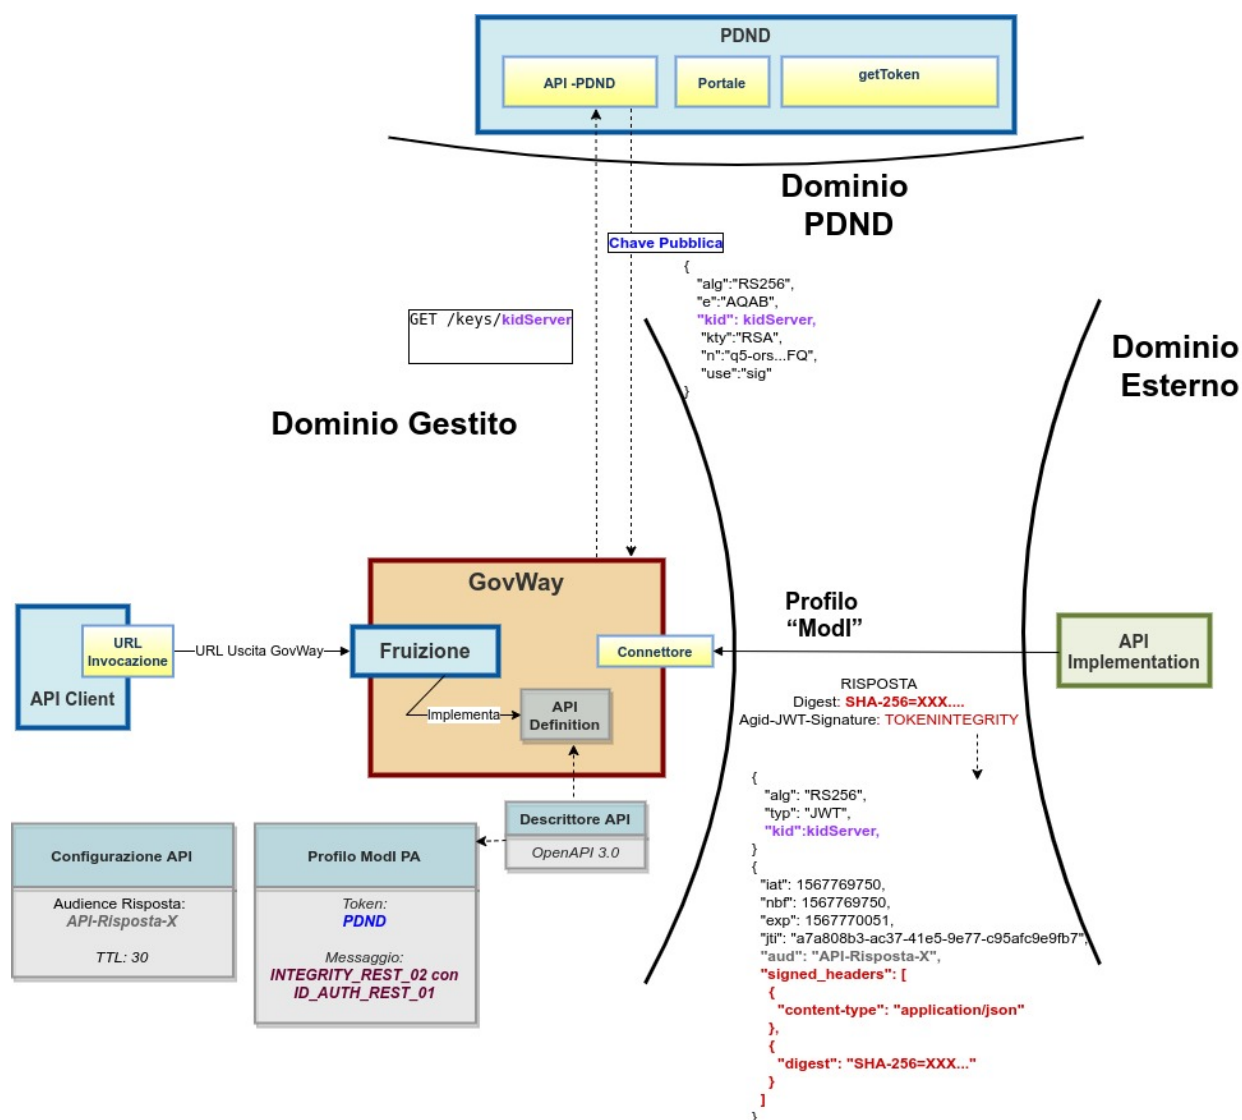 PDND
API -PDND
Portale
getToken
Dominio
PDND
Chave Pubblica
{
"alg":"RS256",
"e":"AQAB",
"kid": kidServer,
"kty":"RSA",
"n":"q5-ors...FQ",
"use":"sig"
}
GET /keys/kidServer
Dominio
Esterno
Dominio Gestito
GovWay
URL
Invocazione
API Client
URL Uscita GovWay
Fruizione
Implementa
API
Definition
Connettore
Profilo
“ModI”
API
Implementation
RISPOSTA
Digest: SHA-256=XXX....
Agid-JWT-Signature: TOKENINTEGRITY
{
"alg": "RS256",
"typ": "JWT",
"kid":kidServer,
}
{
"iat": 1567769750,
"nbf": 1567769750,
"exp": 1567770051,
"jti": "a7a808b3-ac37-41e5-9e77-c95afc9e9fb7",
"aud": "API-Risposta-X",
"signed_headers": [
{
"content-type": "application/json"
},
{
"digest": "SHA-256=XXX..."
}
]
}
Descrittore API
OpenAPI 3.0
Configurazione API
Audience Risposta:
API-Risposta-X
TTL: 30
Profilo ModI PA
Token:
PDND
Messaggio:
INTEGRITY_REST_02 con
ID_AUTH_REST_01